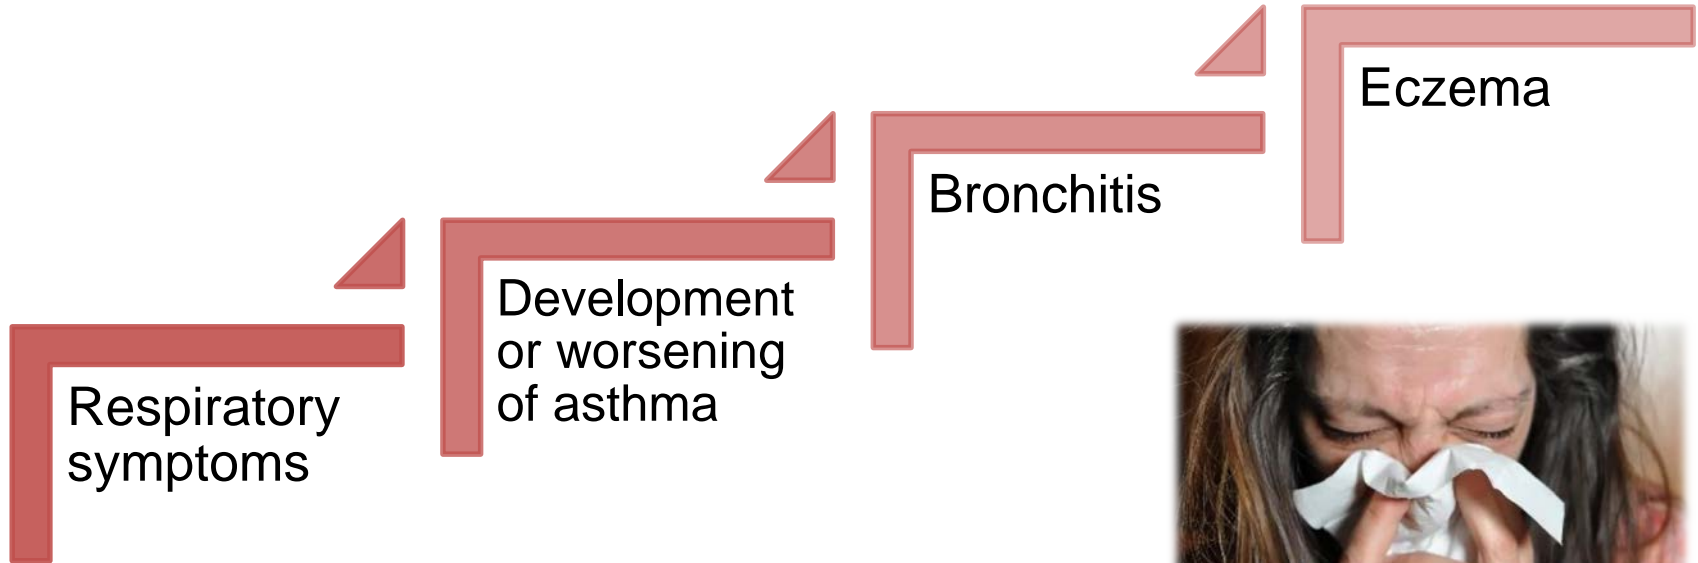 Respiratory
symptoms
Development
or worsening
of asthma
Bronchitis
Eczema